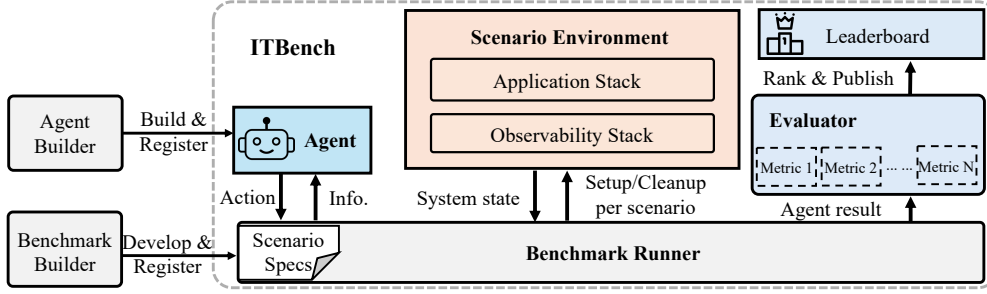 ITBench
Scenario Environment
Application Stack
Observability Stack
1
Leaderboard
Rank & Publish
Evaluator
Metric 1
Metric 2
... ...
Metric N
Agent
Builder
Build &
Register
Agent
Action
Info.
System state
Setup/Cleanup
per scenario
Agent result
Benchmark
Builder
Develop &
Register
Scenario
Specs
Benchmark Runner